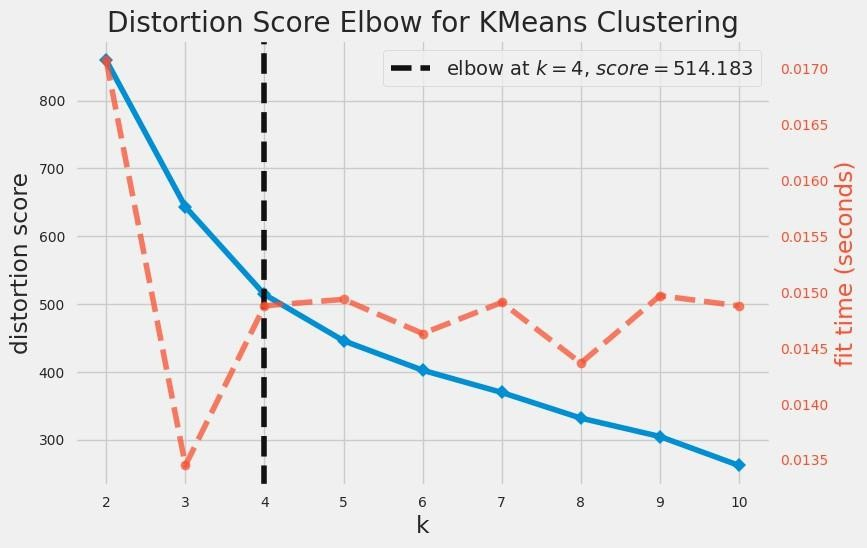 Distortion Score Elbow for KMeans Clustering
elbow at k = 4, score = 514.183
distortion score
800
700
600
500
400
300
0.0170
0.0165
0.0160
0.0155
0.0150
0.0145
0.0140
0.0135
fit time (seconds)
2 3 4 5 6 7 8 9 10
k